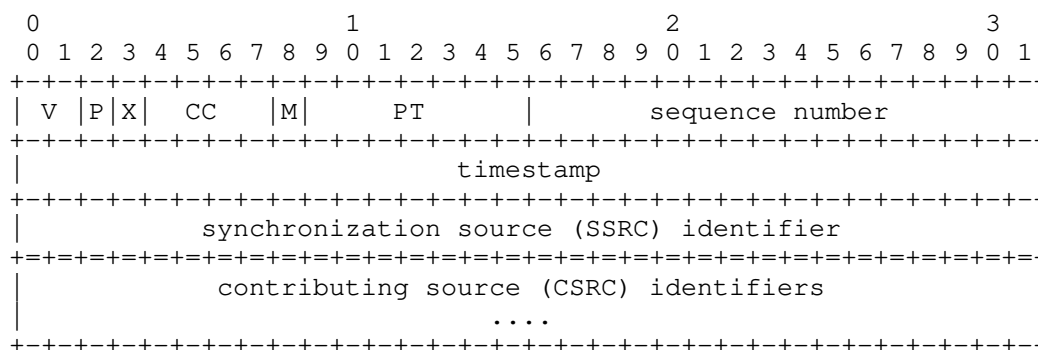 0                   1                   2                   3
 0 1 2 3 4 5 6 7 8 9 0 1 2 3 4 5 6 7 8 9 0 1 2 3 4 5 6 7 8 9 0 1
+-+-+-+-+-+-+-+-+-+-+-+-+-+-+-+-+-+-+-+-+-+-+-+-+-+-+-+-+-+-+-+-
| V |P|X|  CC   |M|     PT      |       sequence number
+-+-+-+-+-+-+-+-+-+-+-+-+-+-+-+-+-+-+-+-+-+-+-+-+-+-+-+-+-+-+-+-
|                           timestamp
+-+-+-+-+-+-+-+-+-+-+-+-+-+-+-+-+-+-+-+-+-+-+-+-+-+-+-+-+-+-+-+-
|           synchronization source (SSRC) identifier
+=+=+=+=+=+=+=+=+=+=+=+=+=+=+=+=+=+=+=+=+=+=+=+=+=+=+=+=+=+=+=+=
|            contributing source (CSRC) identifiers
|                             ....
+-+-+-+-+-+-+-+-+-+-+-+-+-+-+-+-+-+-+-+-+-+-+-+-+-+-+-+-+-+-+-+-